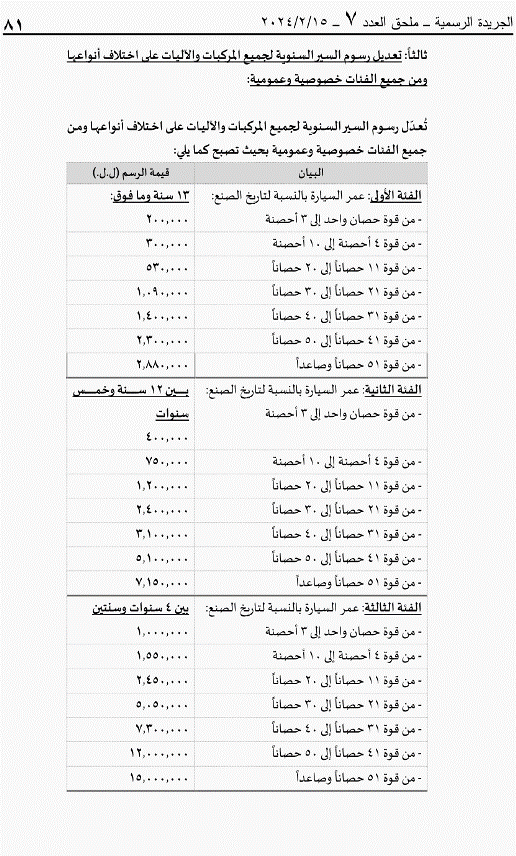 الجريدة الرسمية – ملحق العدد ٧ – ٢٠٢٤/٢/١٥ ٨١
ثالثاً: تعديل رسوم السير السنوية لجميع المركبات والآليات على اختلاف أنواعها
ومن جميع الفئات خصوصية وعمومية:
تُعدّل رسوم السير السنوية لجميع المركبات والآليات على اختلاف أنواعها ومن
جميع الفئات خصوصية وعمومية بحيث تصبح كما يلي:
البيان قيمة الرسم (ل.ل.)
الفئة الأولى: عمر السيارة بالنسبة لتاريخ الصنع: ١٣ سنة وما فوق:
- من قوة حصان واحد إلى ٣ أحصنة ٢٠٠,٠٠٠
- من قوة ٤ أحصنة إلى ١٠ أحصنة ٣٠٠,٠٠٠
- من قوة ١١ حصاناً إلى ٢٠ حصاناً ٥٣٠,٠٠٠
- من قوة ٢١ حصاناً إلى ٣٠ حصاناً ١,٠٩٠,٠٠٠
- من قوة ٣١ حصاناً إلى ٤٠ حصاناً ١,٤٠٠,٠٠٠
- من قوة ٤١ حصاناً إلى ٥٠ حصاناً ٢,٣٠٠,٠٠٠
- من قوة ٥١ حصاناً وصاعداً ٢,٨٨٠,٠٠٠
الفئة الثانية: عمر السيارة بالنسبة لتاريخ الصنع: بين ١٢ سنة وخمس
- من قوة حصان واحد إلى ٣ أحصنة سنوات
٤٠٠,٠٠٠
- من قوة ٤ أحصنة إلى ١٠ أحصنة ٧٥٠,٠٠٠
- من قوة ١١ حصاناً إلى ٢٠ حصاناً ١,٢٠٠,٠٠٠
- من قوة ٢١ حصاناً إلى ٣٠ حصاناً ٢,٤٠٠,٠٠٠
- من قوة ٣١ حصاناً إلى ٤٠ حصاناً ٣,١٠٠,٠٠٠
- من قوة ٤١ حصاناً إلى ٥٠ حصاناً ٥,١٠٠,٠٠٠
- من قوة ٥١ حصاناً وصاعداً ٧,١٥٠,٠٠٠
الفئة الثالثة: عمر السيارة بالنسبة لتاريخ الصنع: بين ٤ سنوات وسنتين
- من قوة حصان واحد إلى ٣ أحصنة ١,٠٠٠,٠٠٠
- من قوة ٤ أحصنة إلى ١٠ أحصنة ١,٥٥٠,٠٠٠
- من قوة ١١ حصاناً إلى ٢٠ حصاناً ٢,٤٥٠,٠٠٠
- من قوة ٢١ حصاناً إلى ٣٠ حصاناً ٥,٠٥٠,٠٠٠
- من قوة ٣١ حصاناً إلى ٤٠ حصاناً ٧,٣٠٠,٠٠٠
- من قوة ٤١ حصاناً إلى ٥٠ حصاناً ١٢,٠٠٠,٠٠٠
- من قوة ٥١ حصاناً وصاعداً ١٥,٠٠٠,٠٠٠